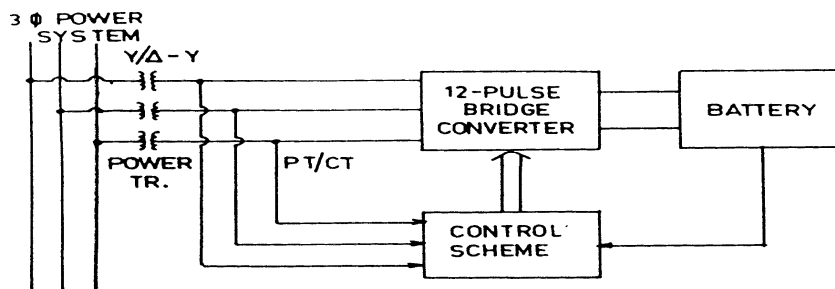 3 Φ POWER
SYSTEM
Y/Δ - Y
POWER
TR.
PT/CT
12-PULSE
BRIDGE
CONVERTER
BATTERY
CONTROL
SCHEME